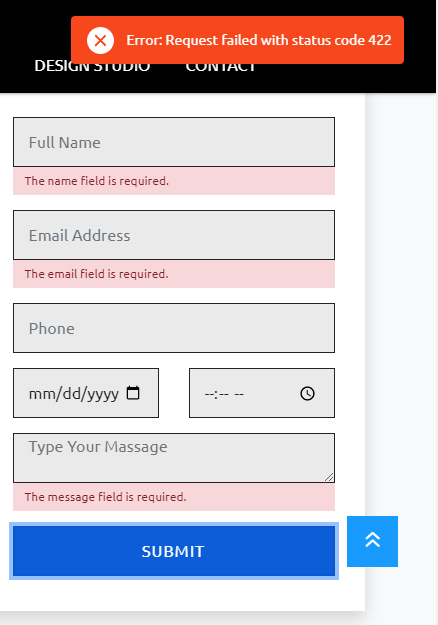 Error: Request failed with status code 422
DESIGN STUDIO CONTACT
Full Name
The name field is required.
Email Address
The email field is required.
Phone
mm/dd/yyyy --:-- --
Type Your Massage
The message field is required.
SUBMIT